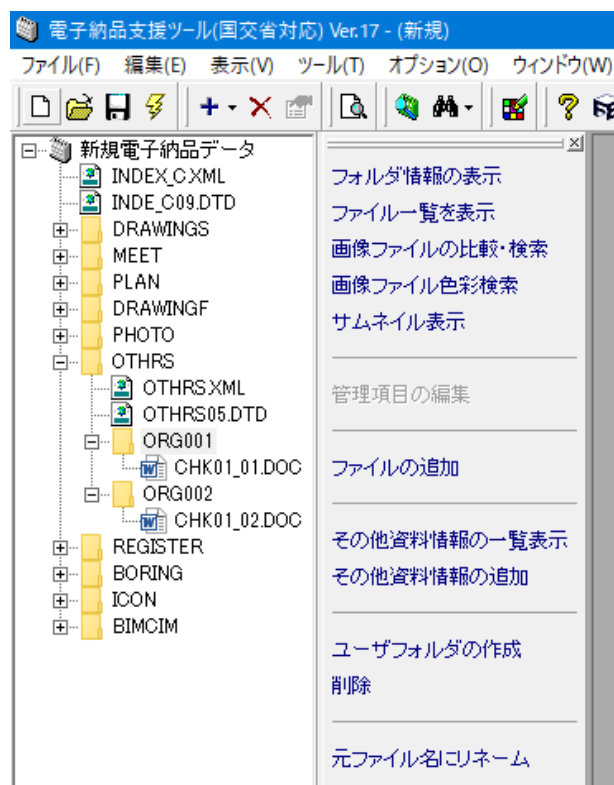 電子納品支援ツール(国交省対応) Ver.17 - (新規)
ファイル(F) 編集(E) 表示(V) ツール(T) オプション(O) ウィンドウ(W)
新規電子納品データ
INDEX_C.XML
INDE_C09.DTD
DRAWINGS
MEET
PLAN
DRAWINGF
PHOTO
OTHRS
OTHRS.XML
OTHRS05.DTD
ORG001
CHK01_01.DOC
ORG002
CHK01_02.DOC
REGISTER
BORING
ICON
BIMCIM
フォルダ情報の表示
ファイル一覧を表示
画像ファイルの比較・検索
画像ファイル色彩検索
サムネイル表示
管理項目の編集
ファイルの追加
その他資料情報の一覧表示
その他資料情報の追加
ユーザフォルダの作成
削除
元ファイル名にリネーム